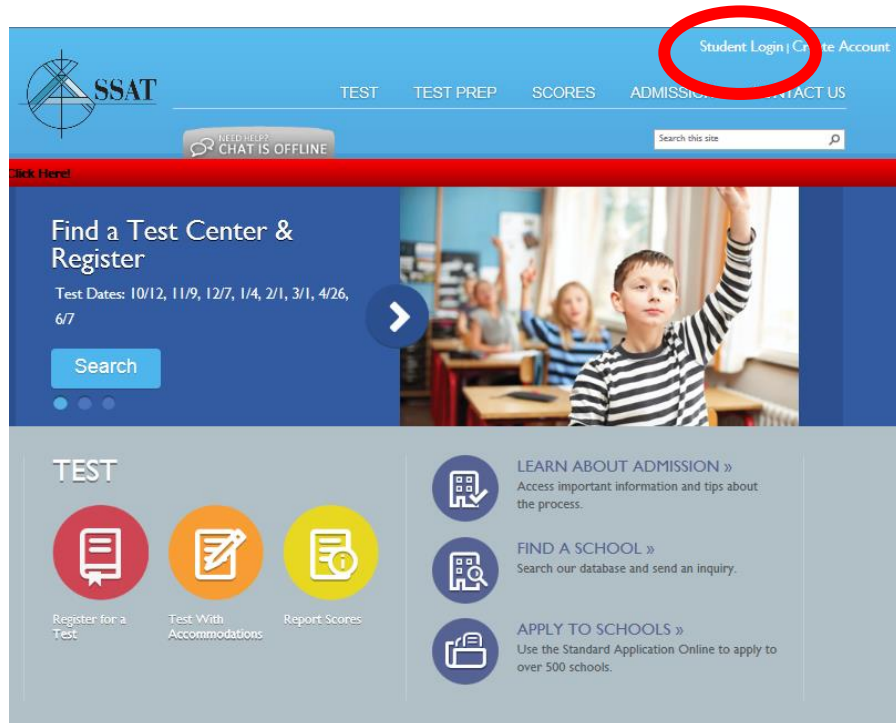 Student Login | Create Account
SSAT
TEST TEST PREP SCORES ADMISSION CONTACT US
NEED HELP?
CHAT IS OFFLINE
Search this site
Click Here!
Find a Test Center &
Register
Test Dates: 10/12, 11/9, 12/7, 1/4, 2/1, 3/1, 4/26,
6/7
Search
TEST
Register for a
Test
Test With
Accommodations
Report Scores
LEARN ABOUT ADMISSION »
Access important information and tips about
the process.
FIND A SCHOOL »
Search our database and send an inquiry.
APPLY TO SCHOOLS »
Use the Standard Application Online to apply to
over 500 schools.